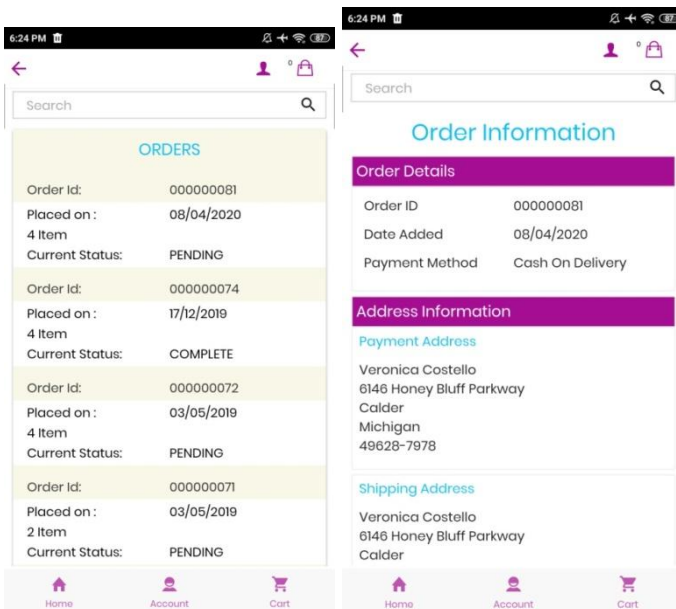 6:24 PM
87
0
Search
ORDERS
Order Id: 000000081
Placed on : 08/04/2020
4 Item
Current Status: PENDING
Order Id: 000000074
Placed on : 17/12/2019
4 Item
Current Status: COMPLETE
Order Id: 000000072
Placed on : 03/05/2019
4 Item
Current Status: PENDING
Order Id: 000000071
Placed on : 03/05/2019
2 Item
Current Status: PENDING
Home Account Cart
6:24 PM
87
0
Search
Order Information
Order Details
Order ID 000000081
Date Added 08/04/2020
Payment Method Cash On Delivery
Address Information
Payment Address
Veronica Costello
6146 Honey Bluff Parkway
Calder
Michigan
49628-7978
Shipping Address
Veronica Costello
6146 Honey Bluff Parkway
Calder
Home Account Cart